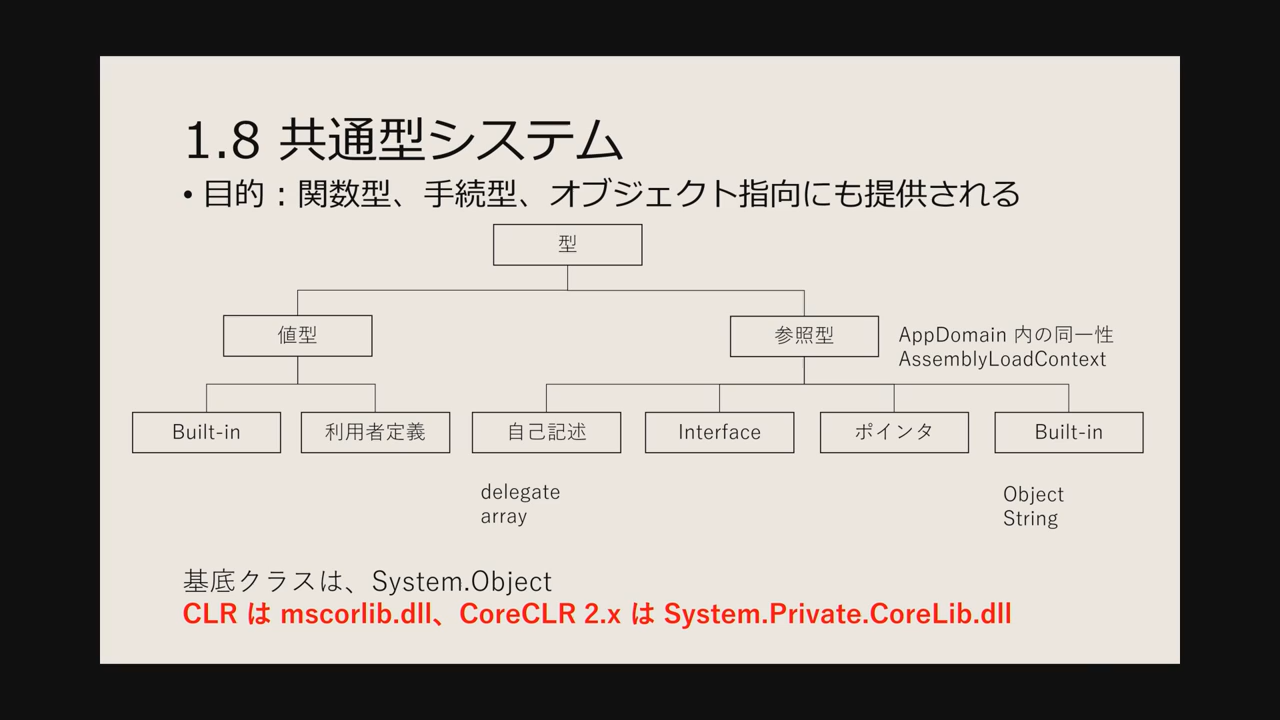 1.8 共通型システム
• 目的：関数型、手続型、オブジェクト指向にも提供される
型
値型
参照型
AppDomain 内の同一性
AssemblyLoadContext
Built-in
利用者定義
自己記述
Interface
ポインタ
Built-in
delegate
array
Object
String
基底クラスは、System.Object
CLR は mscorlib.dll、CoreCLR 2.x は System.Private.CoreLib.dll